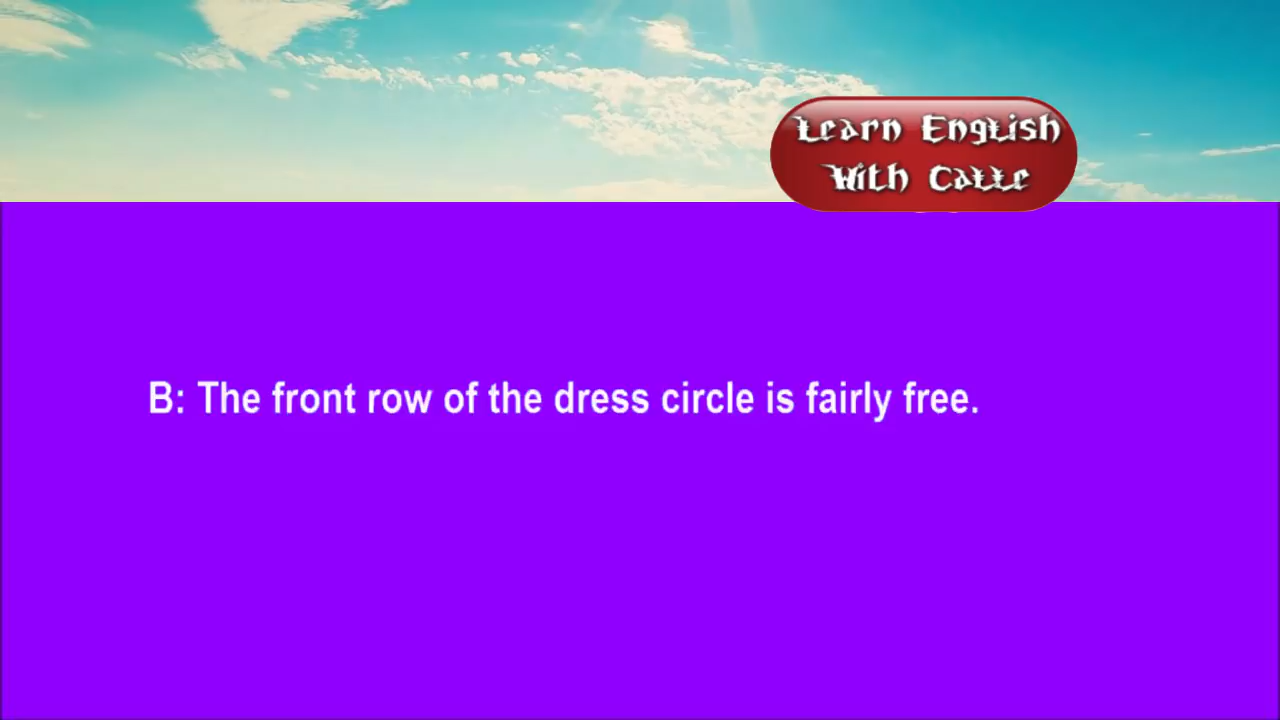 Learn English
With Catte
B: The front row of the dress circle is fairly free.